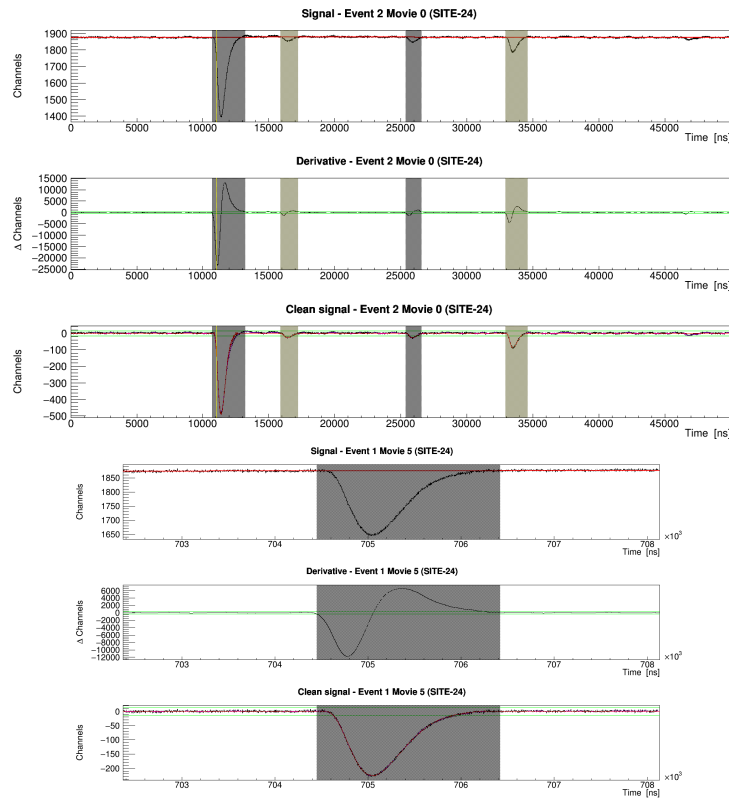 Signal - Event 2 Movie 0 (SITE-24)
Channels
1900
1800
1700
1600
1500
1400
0 5000 10000 15000 20000 25000 30000 35000 40000 45000
Time [ns]
Derivative - Event 2 Movie 0 (SITE-24)
Δ Channels
15000
10000
5000
0
−5000
−10000
−15000
−20000
−25000
0 5000 10000 15000 20000 25000 30000 35000 40000 45000
Time [ns]
Clean signal - Event 2 Movie 0 (SITE-24)
Channels
0
−100
−200
−300
−400
−500
0 5000 10000 15000 20000 25000 30000 35000 40000 45000
Time [ns]
Signal - Event 1 Movie 5 (SITE-24)
Channels
1850
1800
1750
1700
1650
703 704 705 706 707 708
×10³
Time [ns]
Derivative - Event 1 Movie 5 (SITE-24)
Δ Channels
6000
4000
2000
0
−2000
−4000
−6000
−8000
−10000
−12000
703 704 705 706 707 708
×10³
Time [ns]
Clean signal - Event 1 Movie 5 (SITE-24)
Channels
0
−50
−100
−150
−200
703 704 705 706 707 708
×10³
Time [ns]